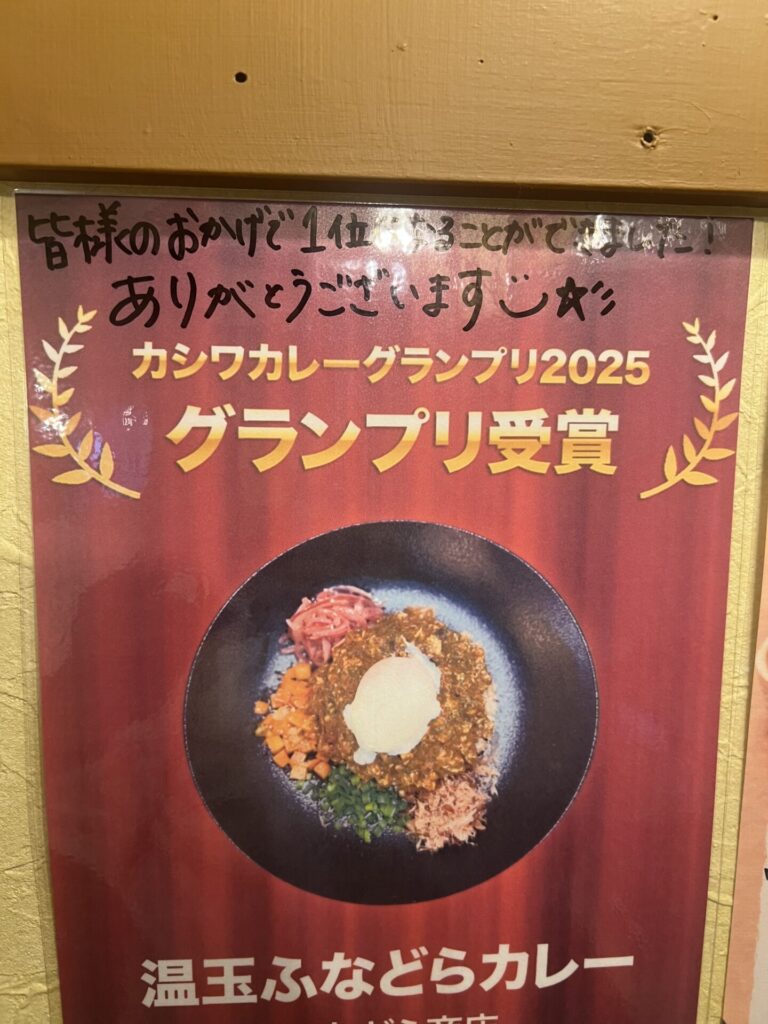 皆様のおかげで1位になることができました!
ありがとうございます
カシワカレーグランプリ2025
グランプリ受賞
温玉ふなどらカレー